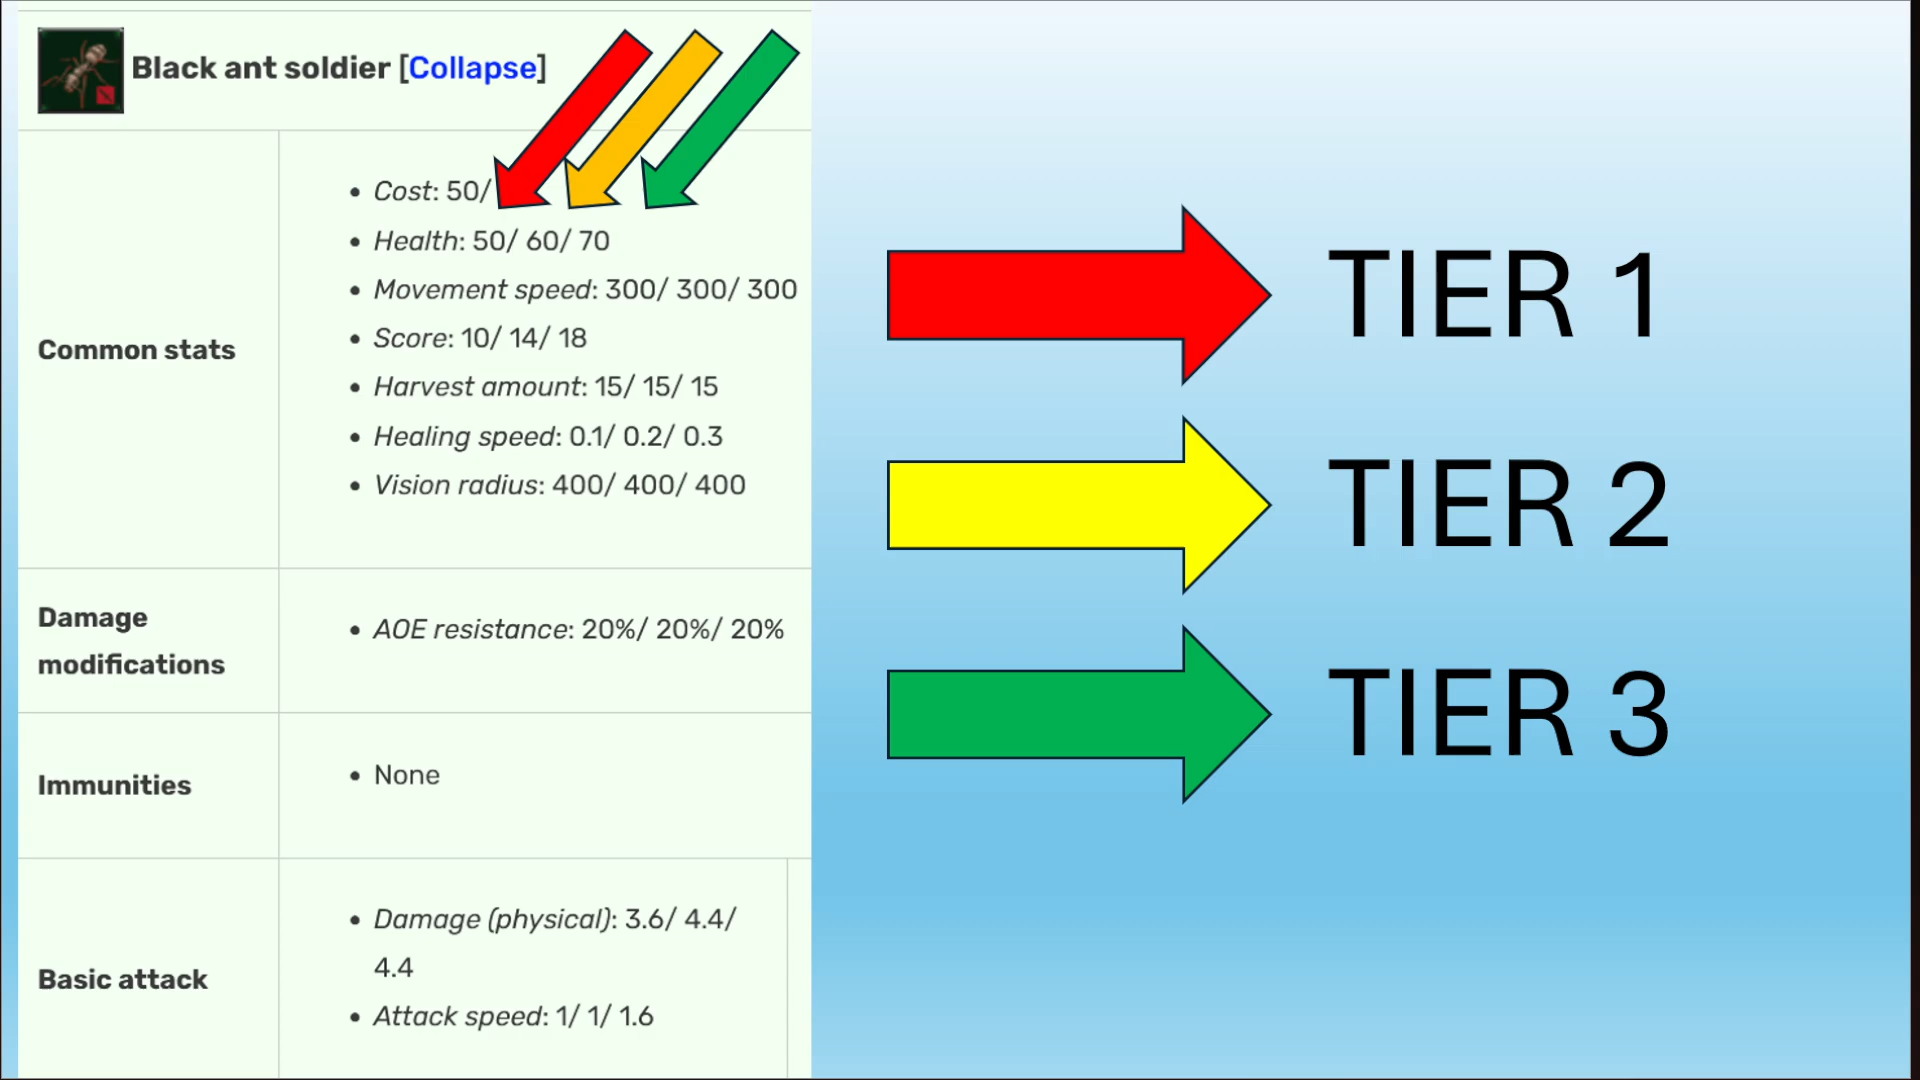 Black ant soldier [Collapse]
Common stats
Cost: 50/
Health: 50/ 60/ 70
Movement speed: 300/ 300/ 300
Score: 10/ 14/ 18
Harvest amount: 15/ 15/ 15
Healing speed: 0.1/ 0.2/ 0.3
Vision radius: 400/ 400/ 400
Damage
modifications
AOE resistance: 20%/ 20%/ 20%
Immunities
None
Basic attack
Damage (physical): 3.6/ 4.4/
4.4
Attack speed: 1/ 1/ 1.6
TIER 1
TIER 2
TIER 3